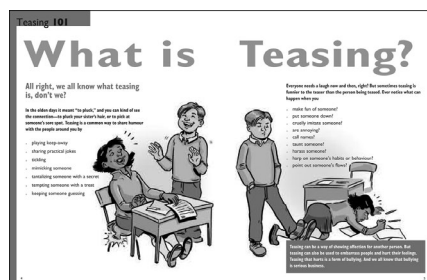 Teasing 101
What is Teasing?
All right, we all know what teasing
is, don't we?
In the olden days it meant "to pluck," and you can kind of see
the connection—to pluck your sister's hair, or to pick at
someone's sore spot. Teasing is a common way to share humour
with the people around you by
playing keep-away
sharing practical jokes
tickling
mimicking someone
tantalizing someone with a secret
tempting someone with a treat
keeping someone guessing
Everyone needs a laugh now and then, right? But sometimes teasing is
funnier to the teaser than the person being teased. Ever notice what can
happen when you
make fun of someone?
put someone down?
cruelly imitate someone?
are annoying?
call names?
taunt someone?
harass someone?
harp on someone's habits or behaviour?
point out someone's flaws?
Teasing can be a way of showing affection for another person. But
teasing can also be used to embarrass people and hurt their feelings.
Teasing that hurts is a form of bullying. And we all know that bullying
is serious business.